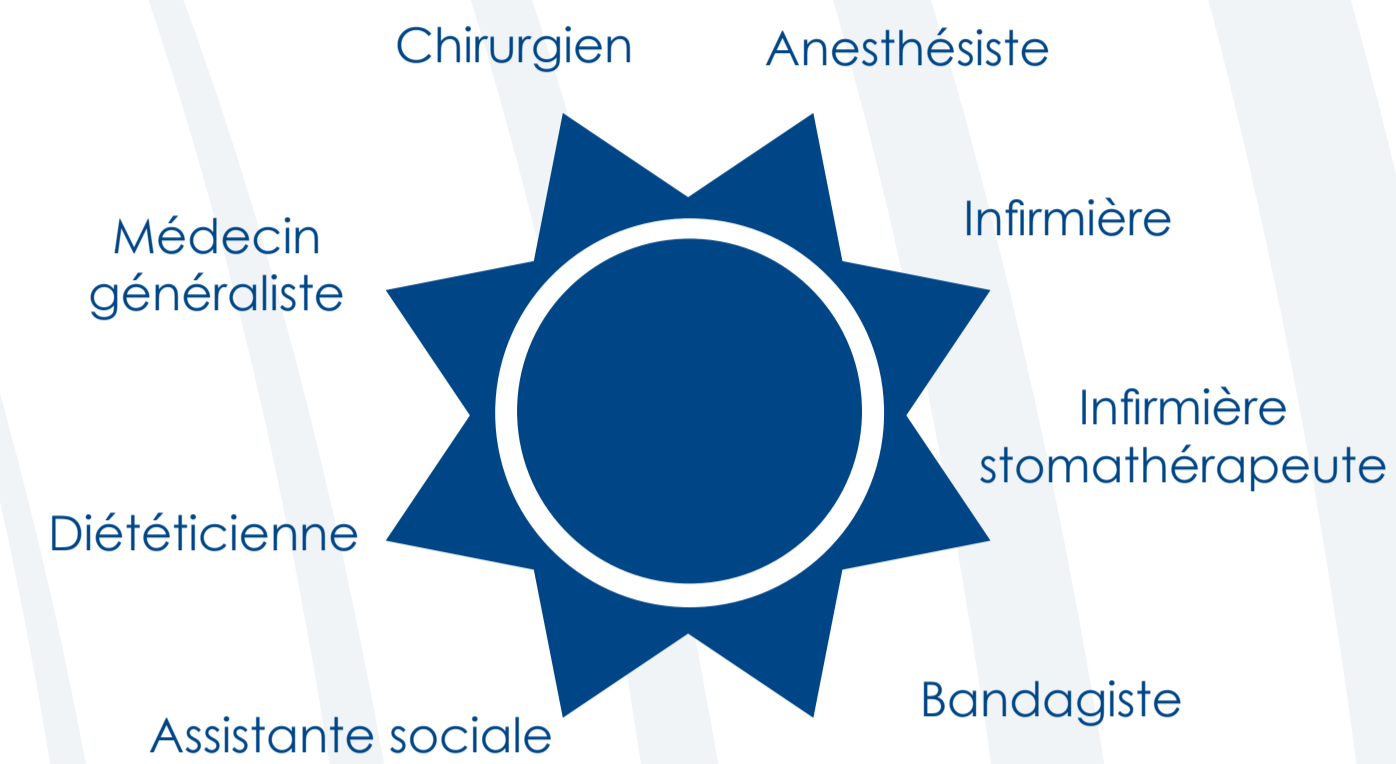 Chirurgien
Anesthésiste
Infirmière
Médecin
généraliste
Infirmière
stomathérapeute
Diététicienne
Bandagiste
Assistante sociale